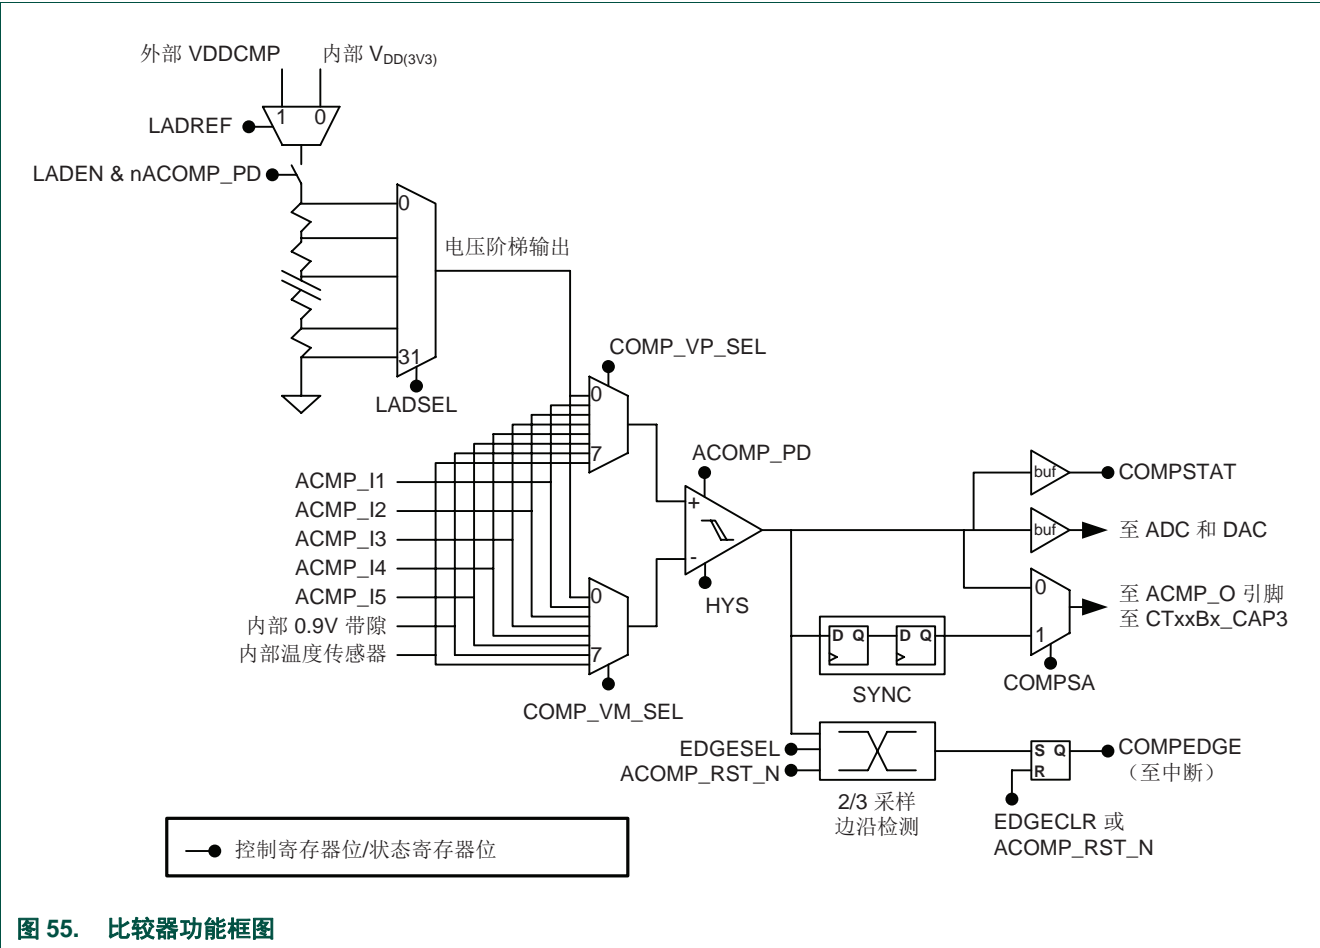 外部 VDDCMP
内部 VDD(3V3)
1
0
LADREF
LADEN & nACOMP_PD
0
电压阶梯输出
31
LADSEL
COMP_VP_SEL
0
7
ACOMP_PD
ACMP_I1
ACMP_I2
ACMP_I3
ACMP_I4
ACMP_I5
内部 0.9V 带隙
内部温度传感器
+
-
HYS
0
7
COMP_VM_SEL
buf
COMPSTAT
buf
至 ADC 和 DAC
0
1
至 ACMP_O 引脚
至 CTxxBx_CAP3
COMPSA
D Q
D Q
SYNC
EDGESEL
ACOMP_RST_N
2/3 采样
边沿检测
S Q
R
COMPEDGE
（至中断）
EDGECLR 或
ACOMP_RST_N
控制寄存器位/状态寄存器位
图 55. 比较器功能框图